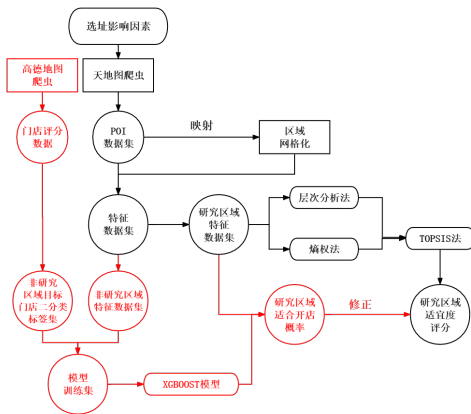 选址影响因素
高德地图
爬虫
天地图爬虫
门店评分
数据
POI
数据集
映射
区域
网格化
特征
数据集
研究区域
特征
数据集
层次分析法
熵权法
TOPSIS法
非研究
区域目标
门店二分类
标签集
非研究区域
特征数据集
研究区域
适合开店
概率
修正
研究区域
适宜度
评分
模型
训练集
XGBOOST模型